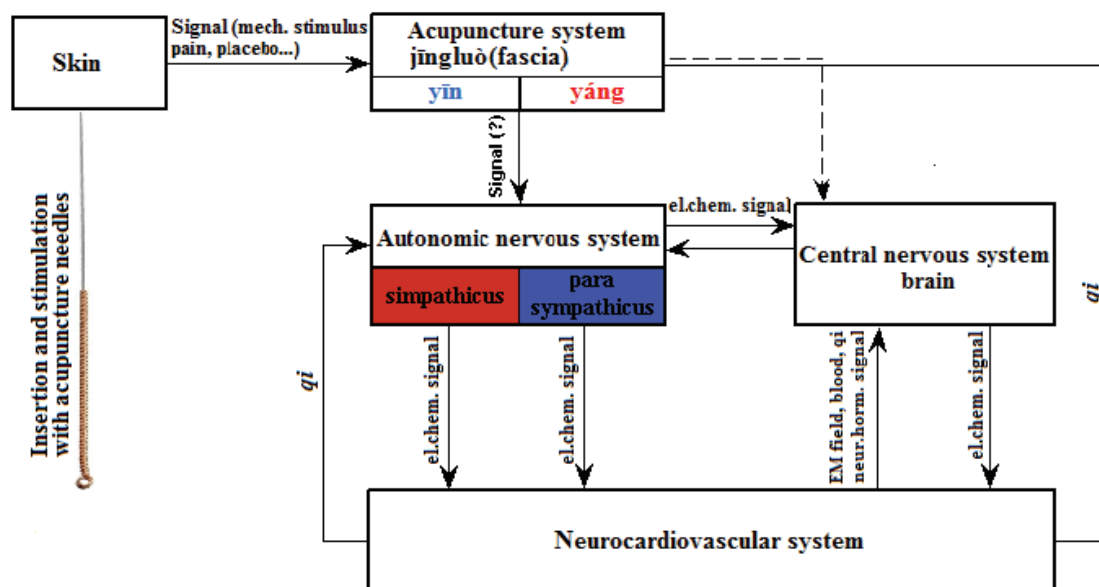 Skin
Signal (mech. stimulus
pain, placebo...)
Acupuncture system
jīngluò(fascia)
yīn
yáng
Insertion and stimulation
with acupuncture needles
Signal (?)
el.chem. signal
Autonomic nervous system
simpathicus
para
sympathicus
Central nervous system
brain
qi
qi
el.chem. signal
el.chem. signal
EM field, blood, qi
neur.horm. signal
el.chem. signal
Neurocardiovascular system